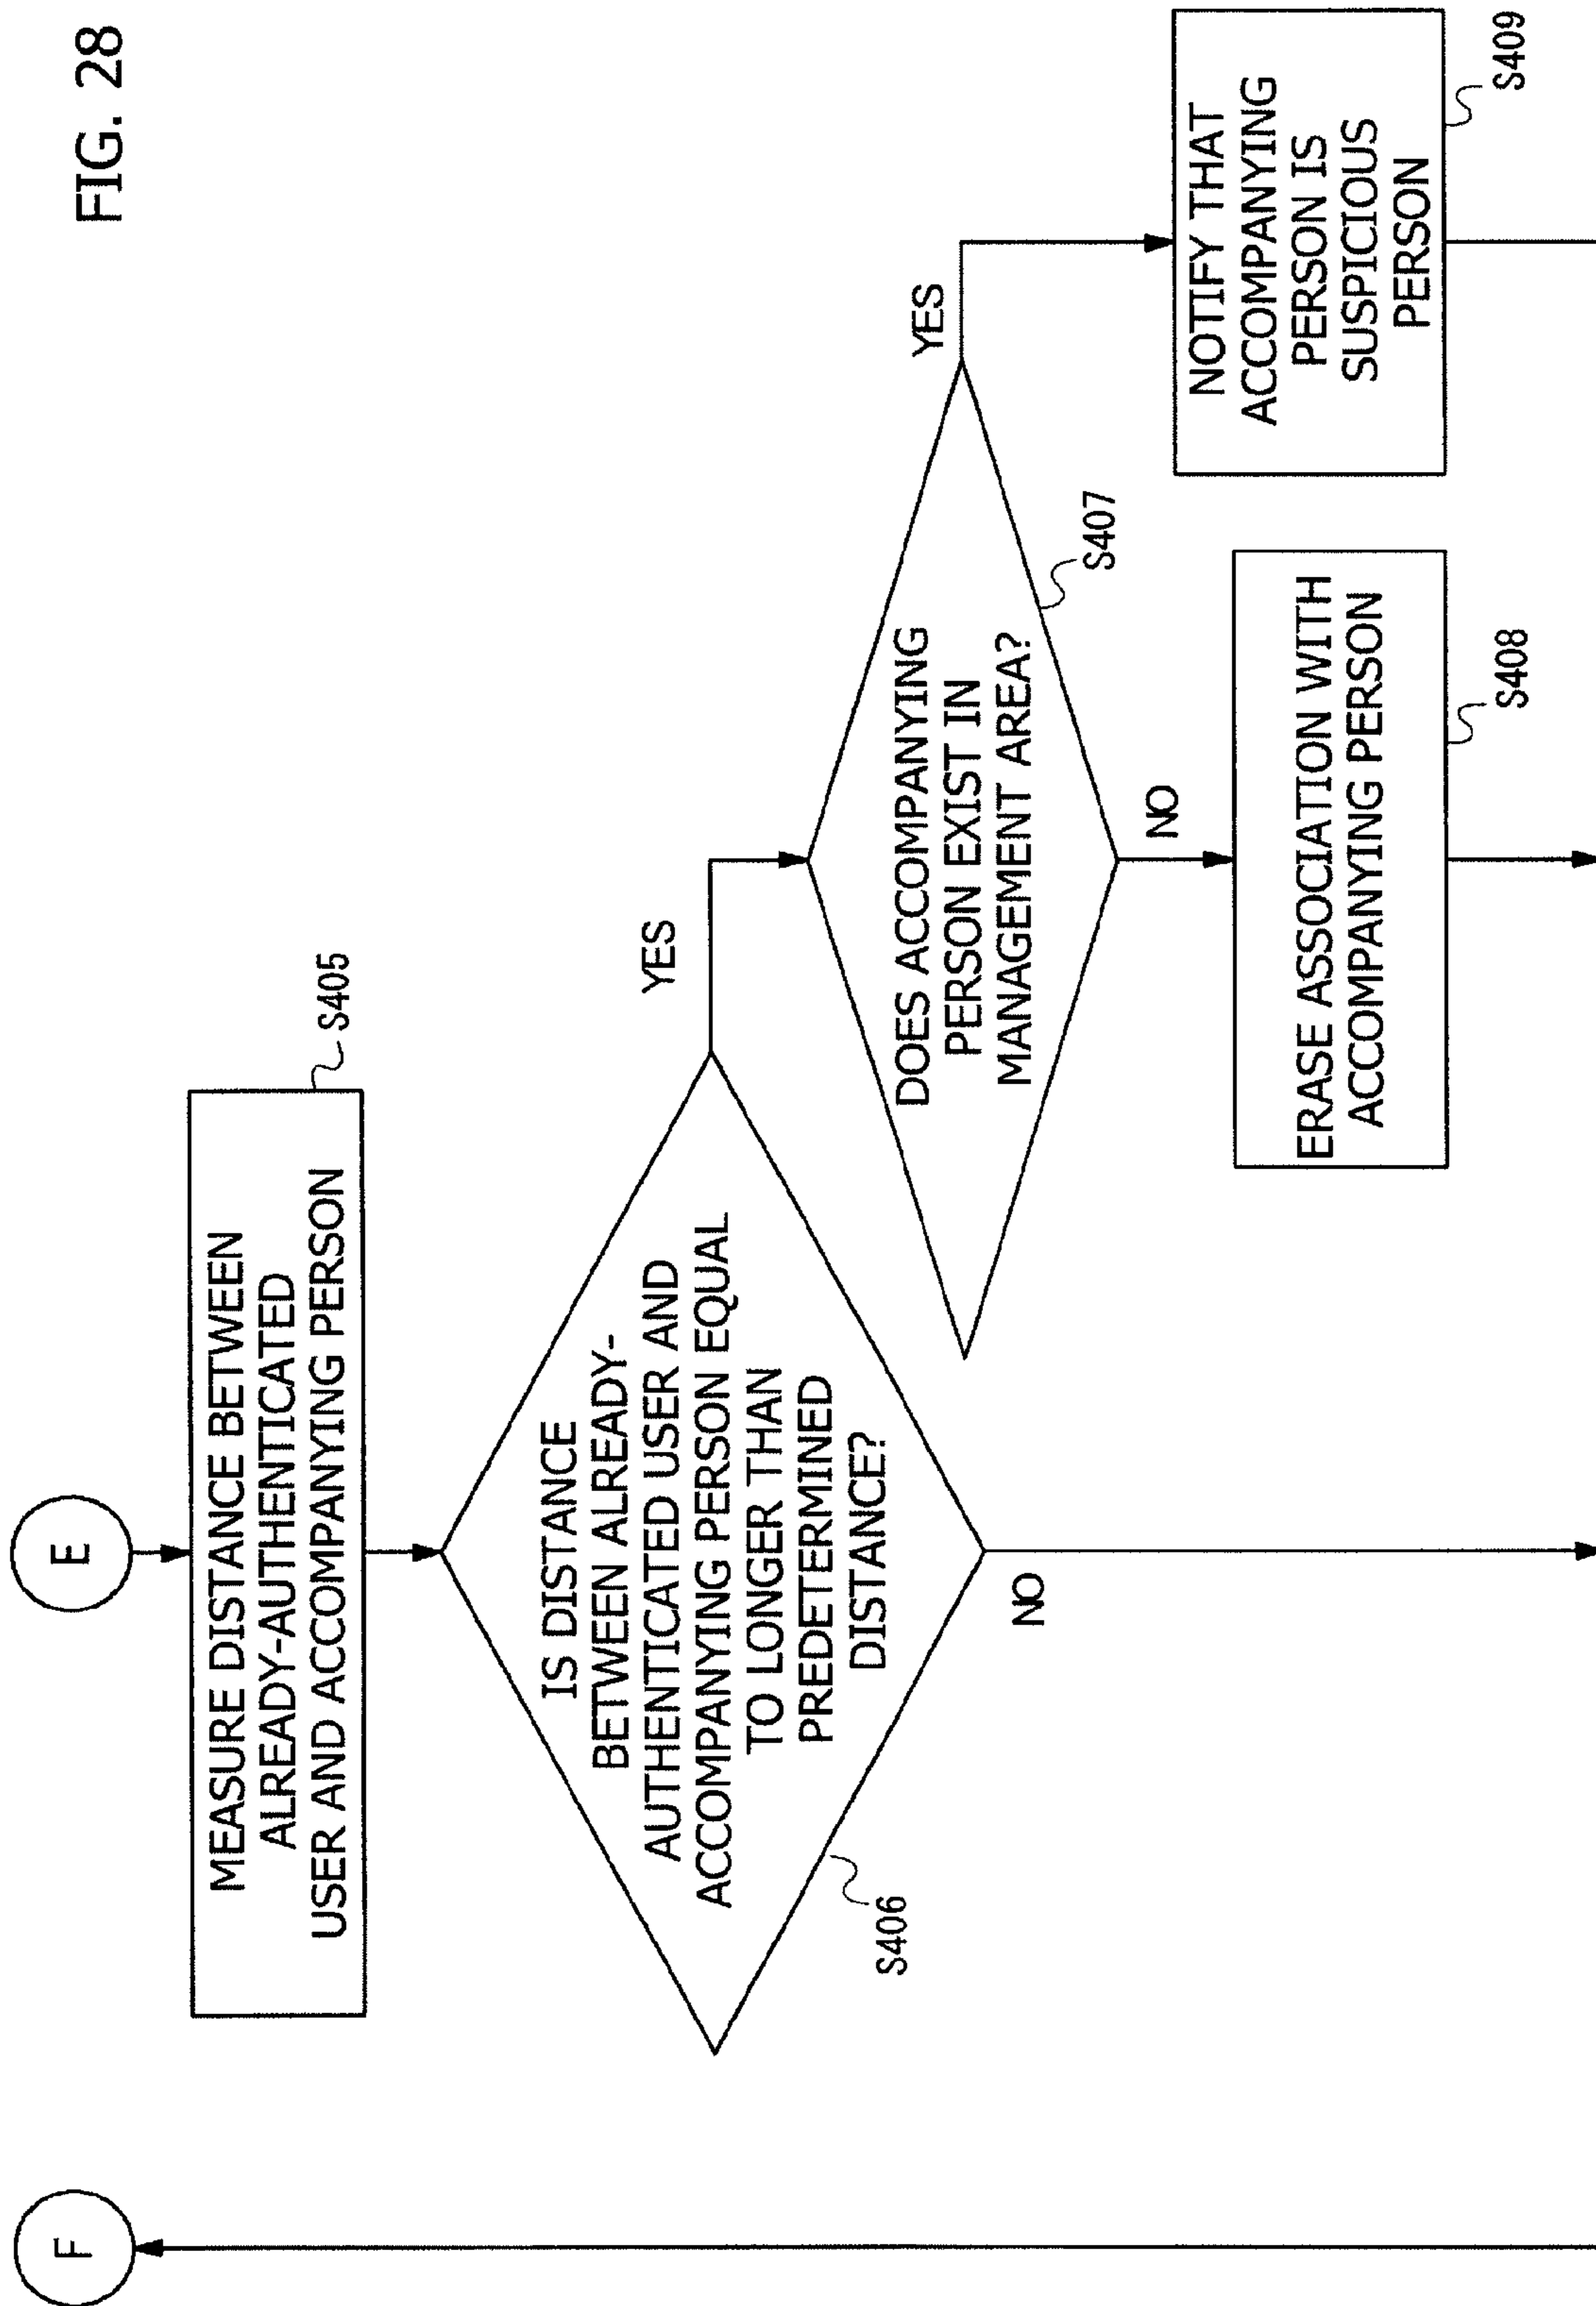 FIG. 28
E
F
MEASURE DISTANCE BETWEEN
ALREADY-AUTHENTICATED
USER AND ACCOMPANYING PERSON
S405
IS DISTANCE
BETWEEN ALREADY-
AUTHENTICATED USER AND
ACCOMPANYING PERSON EQUAL
TO LONGER THAN
PREDETERMINED
DISTANCE?
S406
YES
NO
DOES ACCOMPANYING
PERSON EXIST IN
MANAGEMENT AREA?
S407
YES
NO
ERASE ASSOCIATION WITH
ACCOMPANYING PERSON
S408
NOTIFY THAT
ACCOMPANYING
PERSON IS
SUSPICIOUS
PERSON
S409